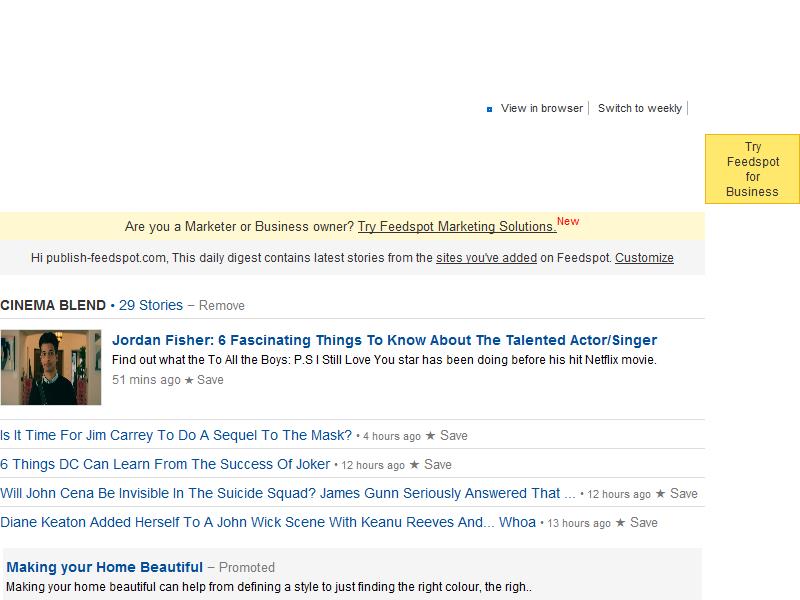 View in browser Switch to weekly
Try
Feedspot
for
Business
Are you a Marketer or Business owner? Try Feedspot Marketing Solutions.New
Hi publish-feedspot.com, This daily digest contains latest stories from the sites you've added on Feedspot. Customize
CINEMA BLEND • 29 Stories – Remove
Jordan Fisher: 6 Fascinating Things To Know About The Talented Actor/Singer
Find out what the To All the Boys: P.S I Still Love You star has been doing before his hit Netflix movie.
51 mins ago ★ Save
Is It Time For Jim Carrey To Do A Sequel To The Mask? • 4 hours ago ★ Save
6 Things DC Can Learn From The Success Of Joker • 12 hours ago ★ Save
Will John Cena Be Invisible In The Suicide Squad? James Gunn Seriously Answered That ... • 12 hours ago ★ Save
Diane Keaton Added Herself To A John Wick Scene With Keanu Reeves And... Whoa • 13 hours ago ★ Save
Making your Home Beautiful – Promoted
Making your home beautiful can help from defining a style to just finding the right colour, the righ..